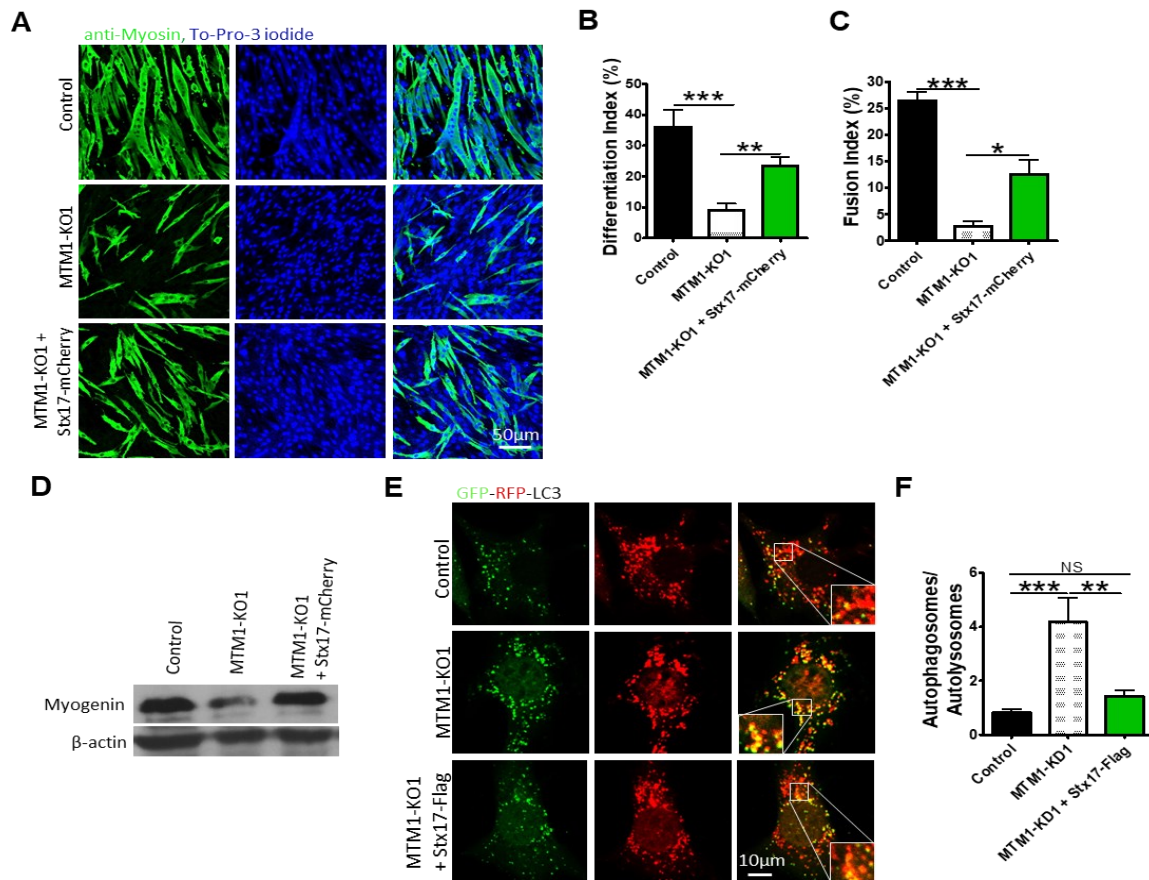 A
anti-Myosin, To-Pro-3 iodide
Control
MTM1-KO1
MTM1-KO1 +
Stx17-mCherry
50µm
B
Differentiation Index (%)
50
40
30
20
10
0
***
**
Control
MTM1-KO1
MTM1-KO1 + Stx17-mCherry
C
Fusion Index (%)
30
25
20
15
10
5
0
***
*
Control
MTM1-KO1
MTM1-KO1 + Stx17-mCherry
D
Control
MTM1-KO1
MTM1-KO1
+ Stx17-mCherry
Myogenin
β-actin
E
GFP-RFP-LC3
Control
MTM1-KO1
MTM1-KO1
+ Stx17-Flag
10µm
F
Autophagosomes/
Autolysosomes
6
4
2
0
NS
***
**
Control
MTM1-KD1
MTM1-KD1 + Stx17-Flag